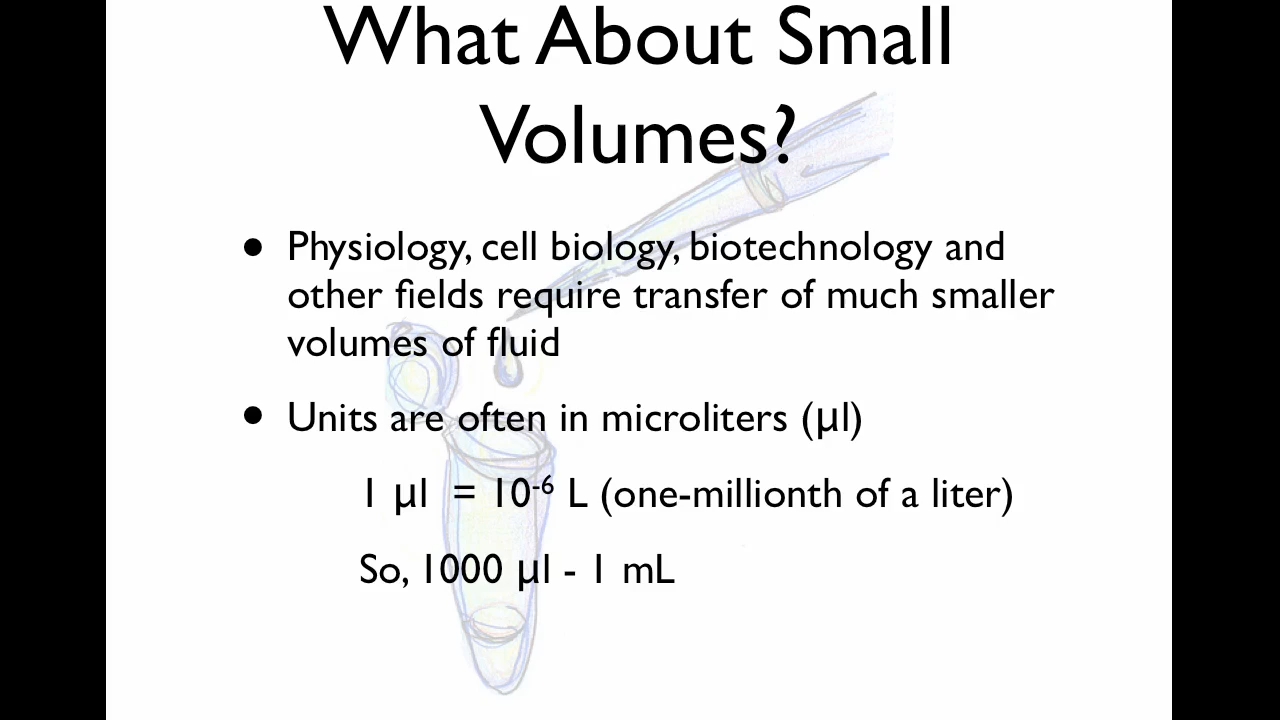 What About Small
Volumes?
• Physiology, cell biology, biotechnology and
other fields require transfer of much smaller
volumes of fluid
• Units are often in microliters (µl)
1 µl = 10⁻⁶ L (one-millionth of a liter)
So, 1000 µl - 1 mL